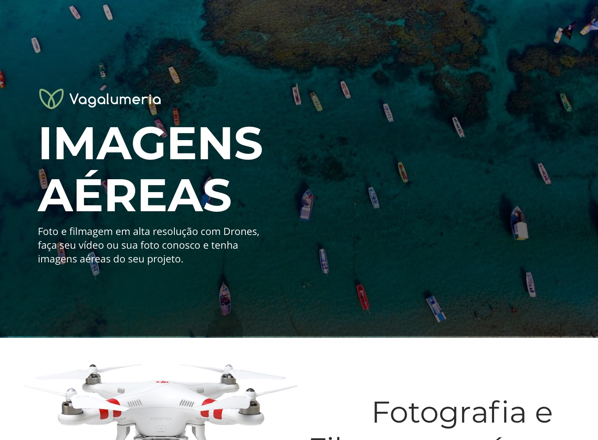 Vagalumeria
IMAGENS
AÉREAS
Foto e filmagem em alta resolução com Drones,
faça seu vídeo ou sua foto conosco e tenha
imagens aéreas do seu projeto.
Fotografia e